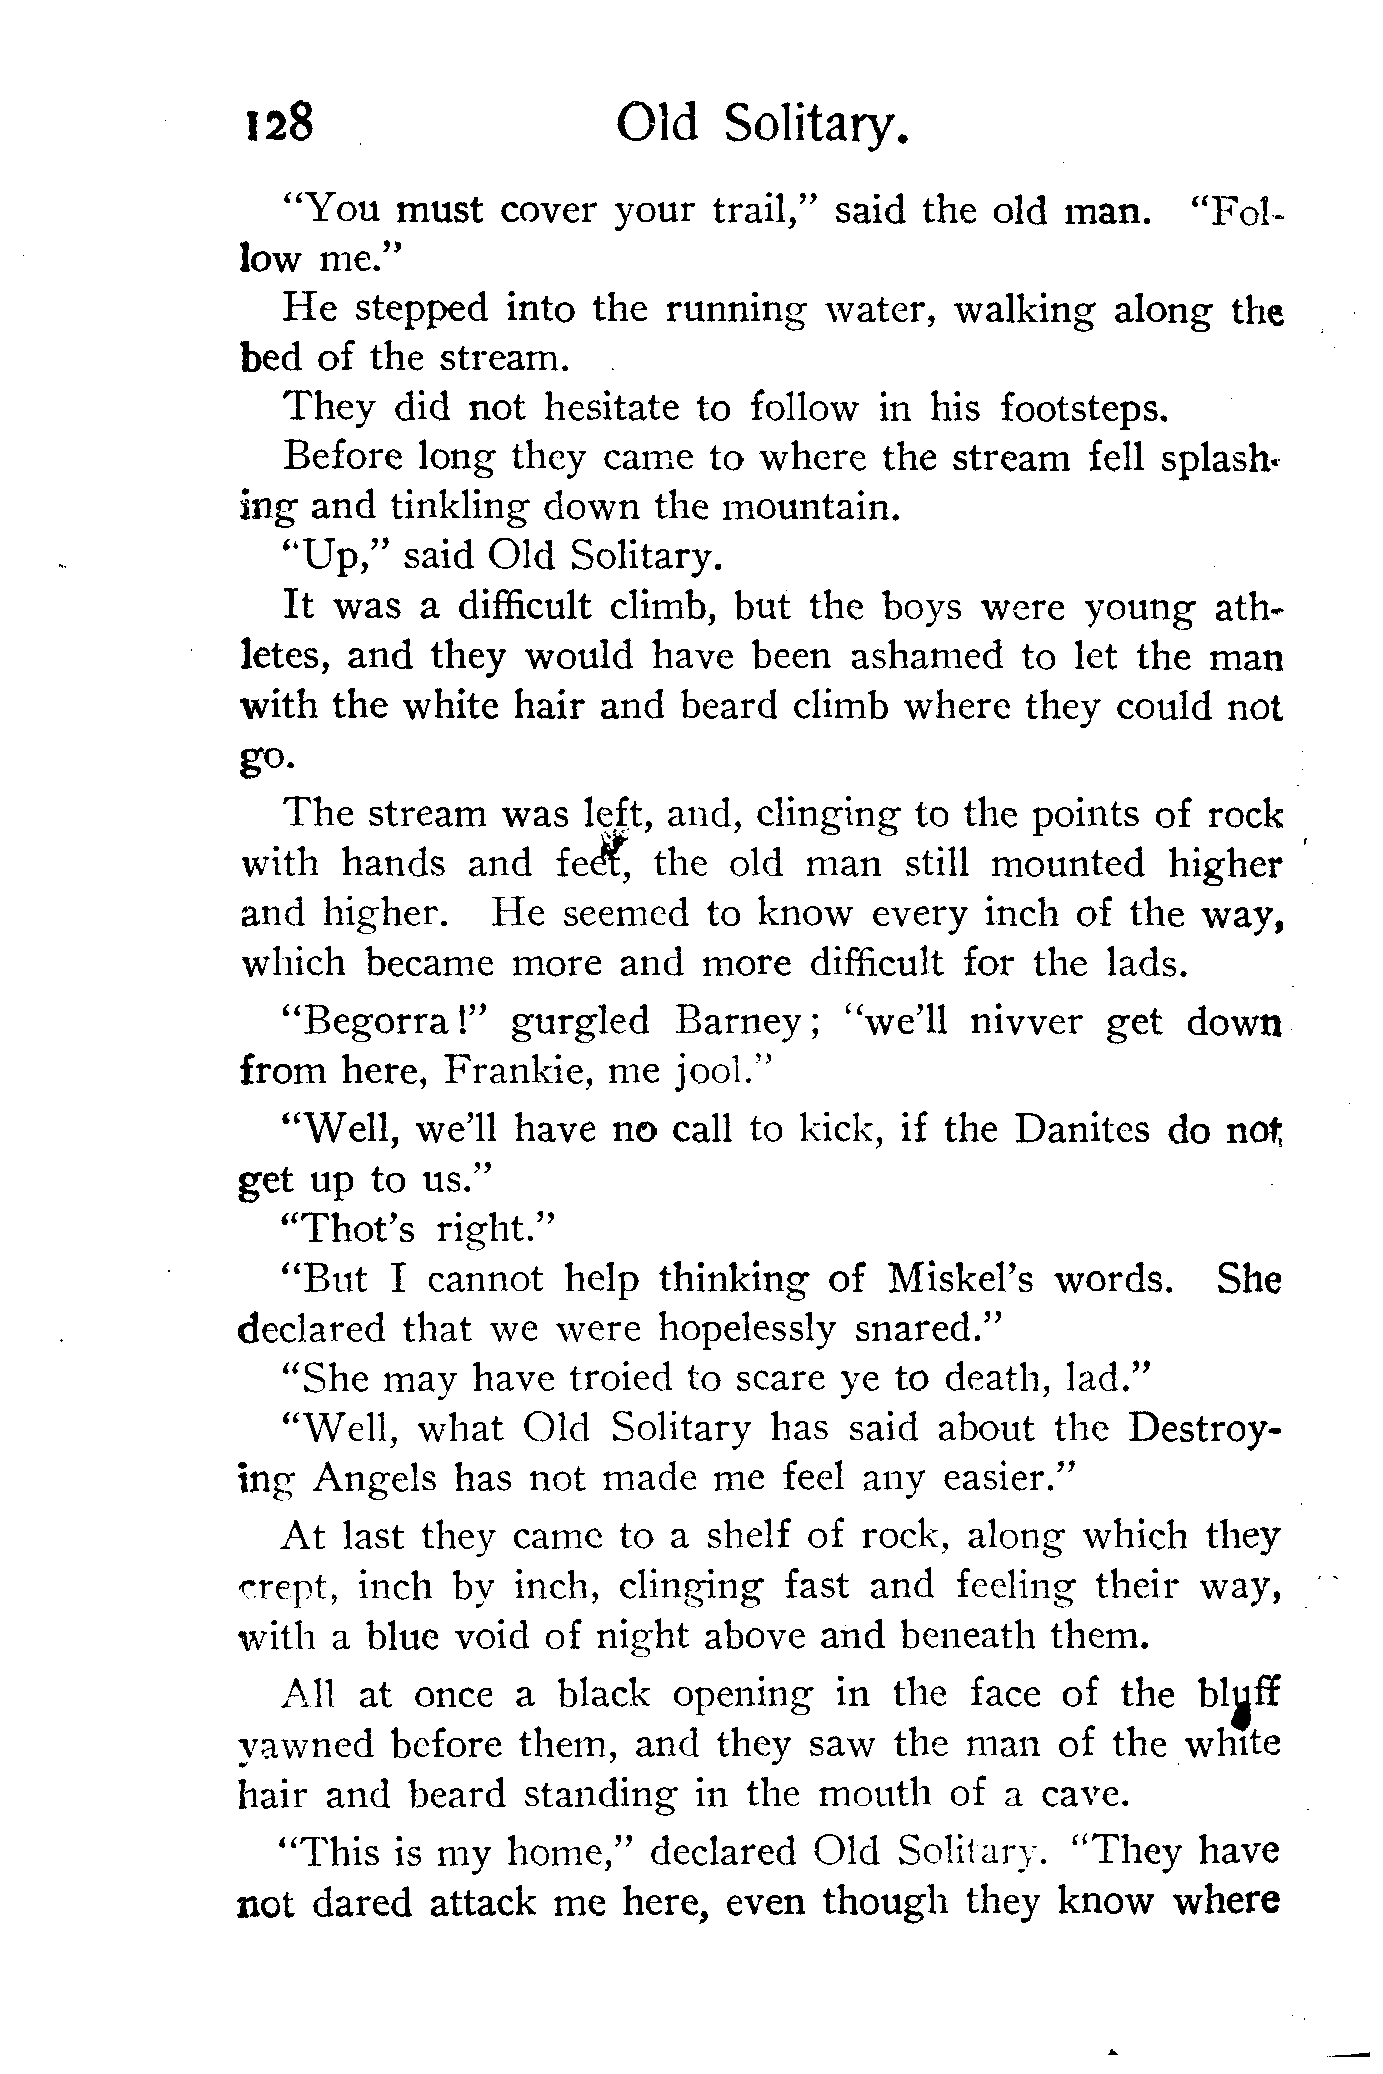 128 Old Solitary.
“You must cover your trail,” said the old man. “Fol-
low me.”
He stepped into the running water, walking along the
bed of the stream.
They did not hesitate to follow in his footsteps.
Before long they came to where the stream fell splash-
ing and tinkling down the mountain.
“Up,” said Old Solitary.
It was a difficult climb, but the boys were young ath-
letes, and they would have been ashamed to let the man
with the white hair and beard climb where they could not
go.
The stream was left, and, clinging to the points of rock
with hands and feet, the old man still mounted higher
and higher. He seemed to know every inch of the way,
which became more and more difficult for the lads.
“Begorra!” gurgled Barney; “we’ll nivver get down
from here, Frankie, me jool.”
“Well, we’ll have no call to kick, if the Danites do not
get up to us.”
“Thot’s right.”
“But I cannot help thinking of Miskel’s words. She
declared that we were hopelessly snared.”
“She may have troied to scare ye to death, lad.”
“Well, what Old Solitary has said about the Destroy-
ing Angels has not made me feel any easier.”
At last they came to a shelf of rock, along which they
crept, inch by inch, clinging fast and feeling their way,
with a blue void of night above and beneath them.
All at once a black opening in the face of the bluff
yawned before them, and they saw the man of the white
hair and beard standing in the mouth of a cave.
“This is my home,” declared Old Solitary. “They have
not dared attack me here, even though they know where